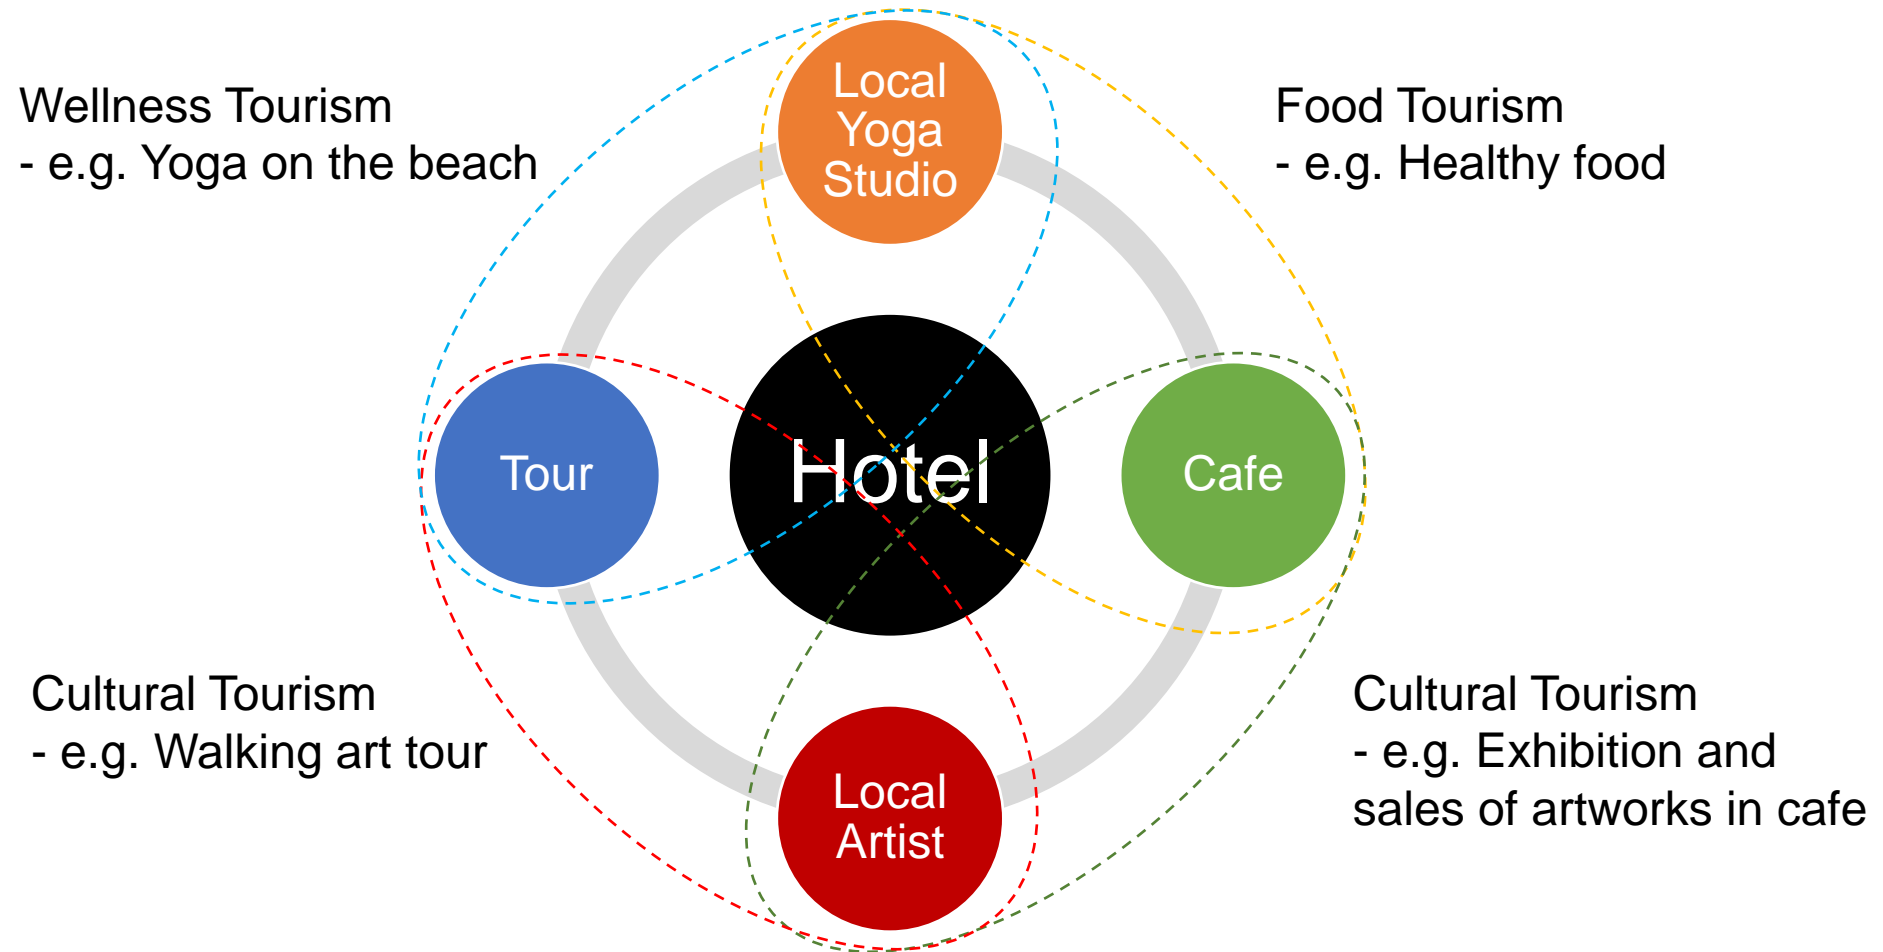 Wellness Tourism
- e.g. Yoga on the beach
Local
Yoga
Studio
Food Tourism
- e.g. Healthy food
Tour
Hotel
Cafe
Cultural Tourism
- e.g. Walking art tour
Local
Artist
Cultural Tourism
- e.g. Exhibition and
sales of artworks in cafe